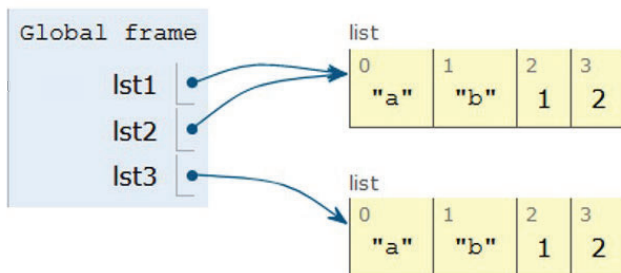 Global frame
lst1
lst2
lst3
list
0 1 2 3
"a" "b" 1 2
list
0 1 2 3
"a" "b" 1 2